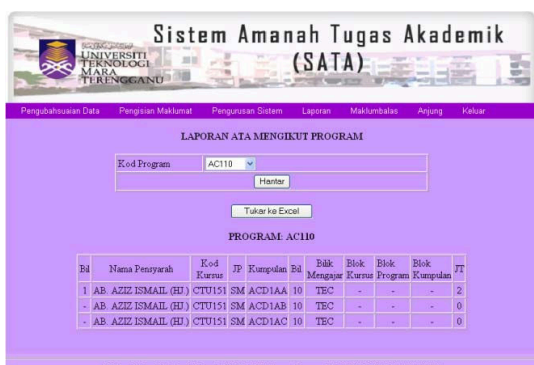 Sistem Amanah Tugas Akademik
(SATA)
UNIVERSITI
TEKNOLOGI
MARA
TERENGGANU
Pengubahsuaian Data Pengisian Maklumat Pengurusan Sistem Laporan Maklumbalas Anjung Keluar
LAPORAN ATA MENGIKUT PROGRAM
Kod Program AC110
Hantar
Tukar ke Excel
PROGRAM: AC110
Bil Nama Pensyarah Kod Kursus JP Kumpulan Bil Bilik Mengajar Blok Kursus Blok Program Blok Kumpulan JT
1 AB. AZIZ ISMAIL (HJ.) CTU151 SM ACD1AA 10 TEC - - - 2
- AB. AZIZ ISMAIL (HJ.) CTU151 SM ACD1AB 10 TEC - - - 0
- AB. AZIZ ISMAIL (HJ.) CTU151 SM ACD1AC 10 TEC - - - 0